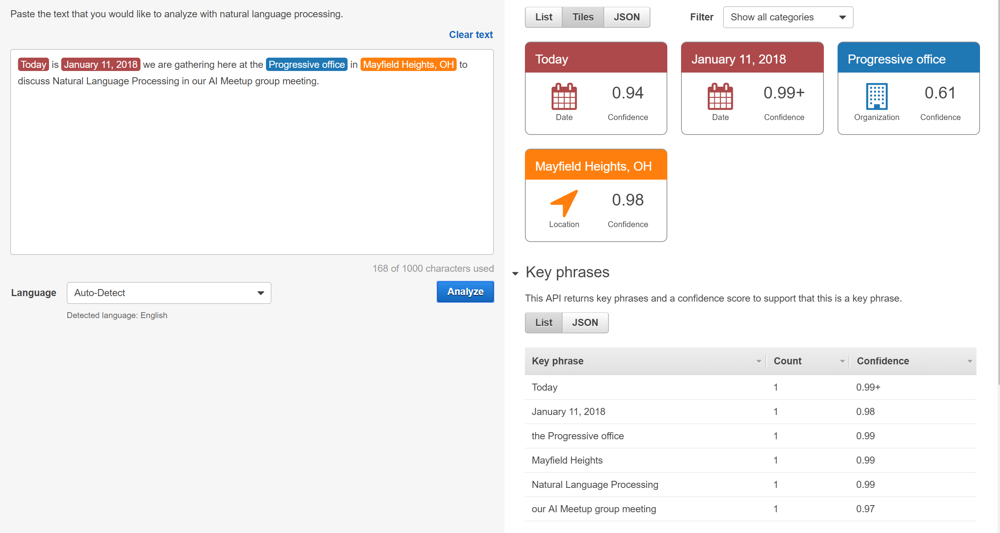 Paste the text that you would like to analyze with natural language processing.
Clear text
Today is January 11, 2018 we are gathering here at the Progressive office in Mayfield Heights, OH to
discuss Natural Language Processing in our AI Meetup group meeting.
168 of 1000 characters used
Language Auto-Detect Analyze
Detected language: English
List Tiles JSON Filter Show all categories
Today
0.94
Date Confidence
January 11, 2018
0.99+
Date Confidence
Progressive office
0.61
Organization Confidence
Mayfield Heights, OH
0.98
Location Confidence
Key phrases
This API returns key phrases and a confidence score to support that this is a key phrase.
List JSON
Key phrase Count Confidence
Today 1 0.99+
January 11, 2018 1 0.98
the Progressive office 1 0.99
Mayfield Heights 1 0.99
Natural Language Processing 1 0.99
our AI Meetup group meeting 1 0.97